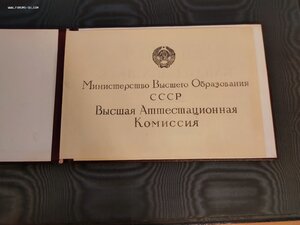 Министерство Высшего Образования
СССР
Высшая Аттестационная
Комиссия